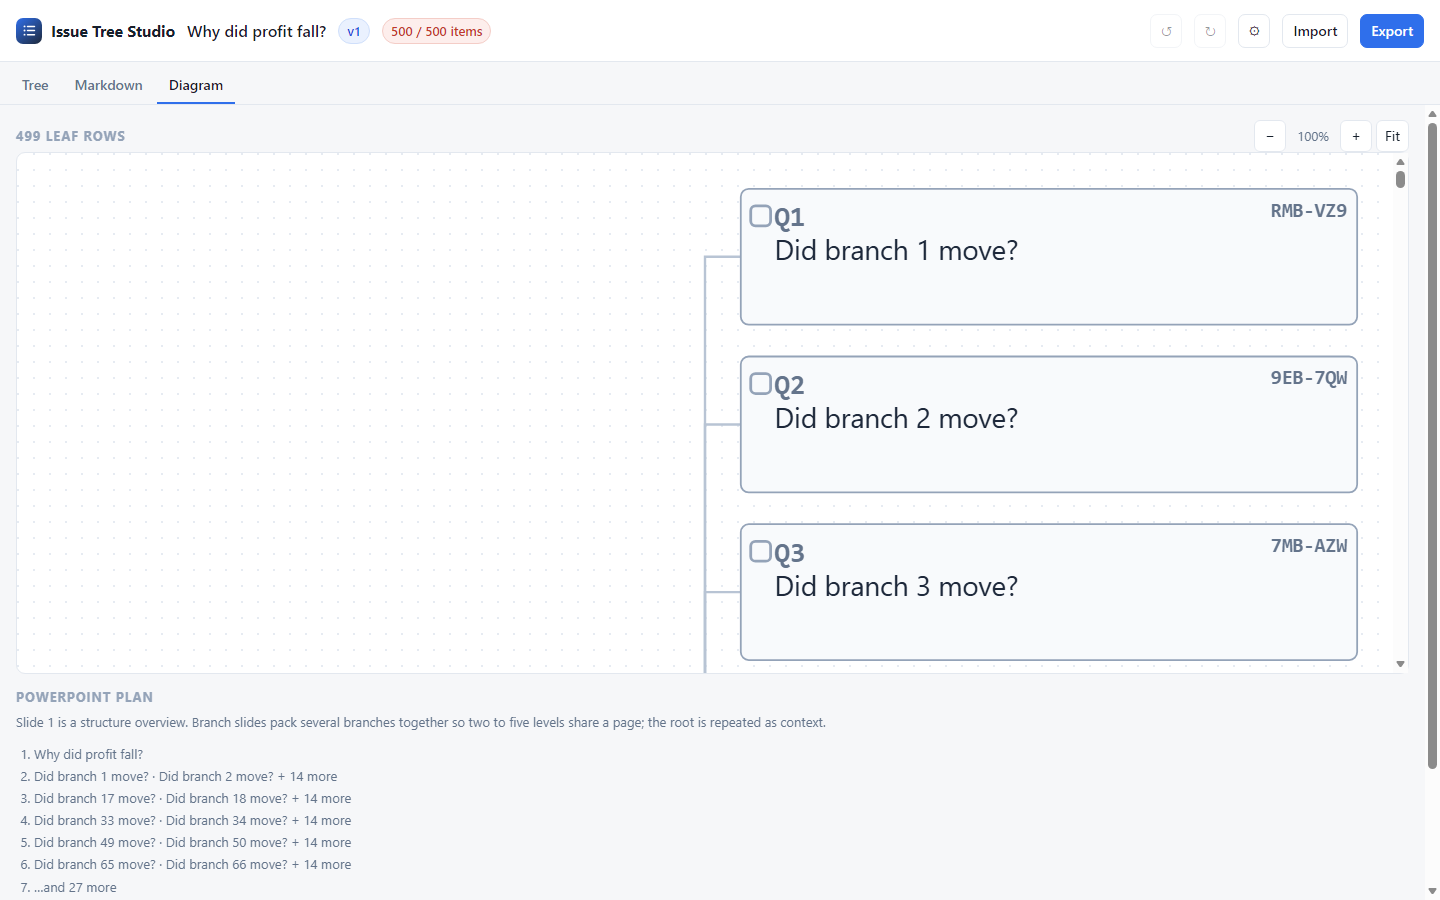 Issue Tree Studio Why did profit fall? v1 500 / 500 items Import Export
Tree Markdown Diagram
499 LEAF ROWS − 100% + Fit
Q1 RMB-VZ9
Did branch 1 move?
Q2 9EB-7QW
Did branch 2 move?
Q3 7MB-AZW
Did branch 3 move?
POWERPOINT PLAN
Slide 1 is a structure overview. Branch slides pack several branches together so two to five levels share a page; the root is repeated as context.
1. Why did profit fall?
2. Did branch 1 move? · Did branch 2 move? + 14 more
3. Did branch 17 move? · Did branch 18 move? + 14 more
4. Did branch 33 move? · Did branch 34 move? + 14 more
5. Did branch 49 move? · Did branch 50 move? + 14 more
6. Did branch 65 move? · Did branch 66 move? + 14 more
7. …and 27 more